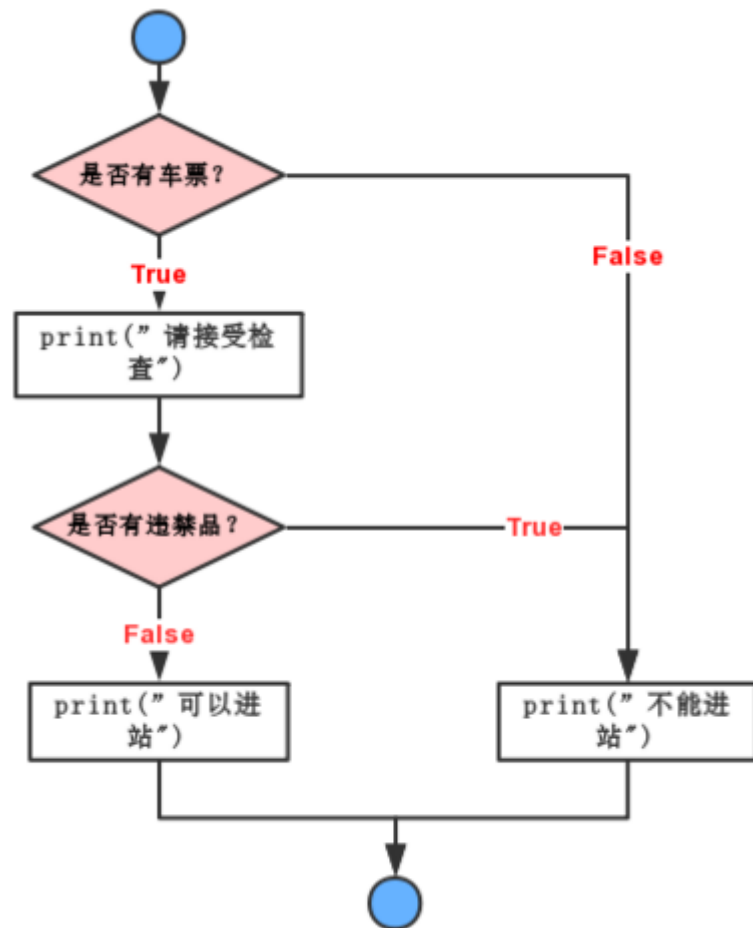 是否有车票？
False
True
print(”请接受检
查”)
是否有违禁品？
True
False
print(”可以进
站”)
print(”不能进
站”)